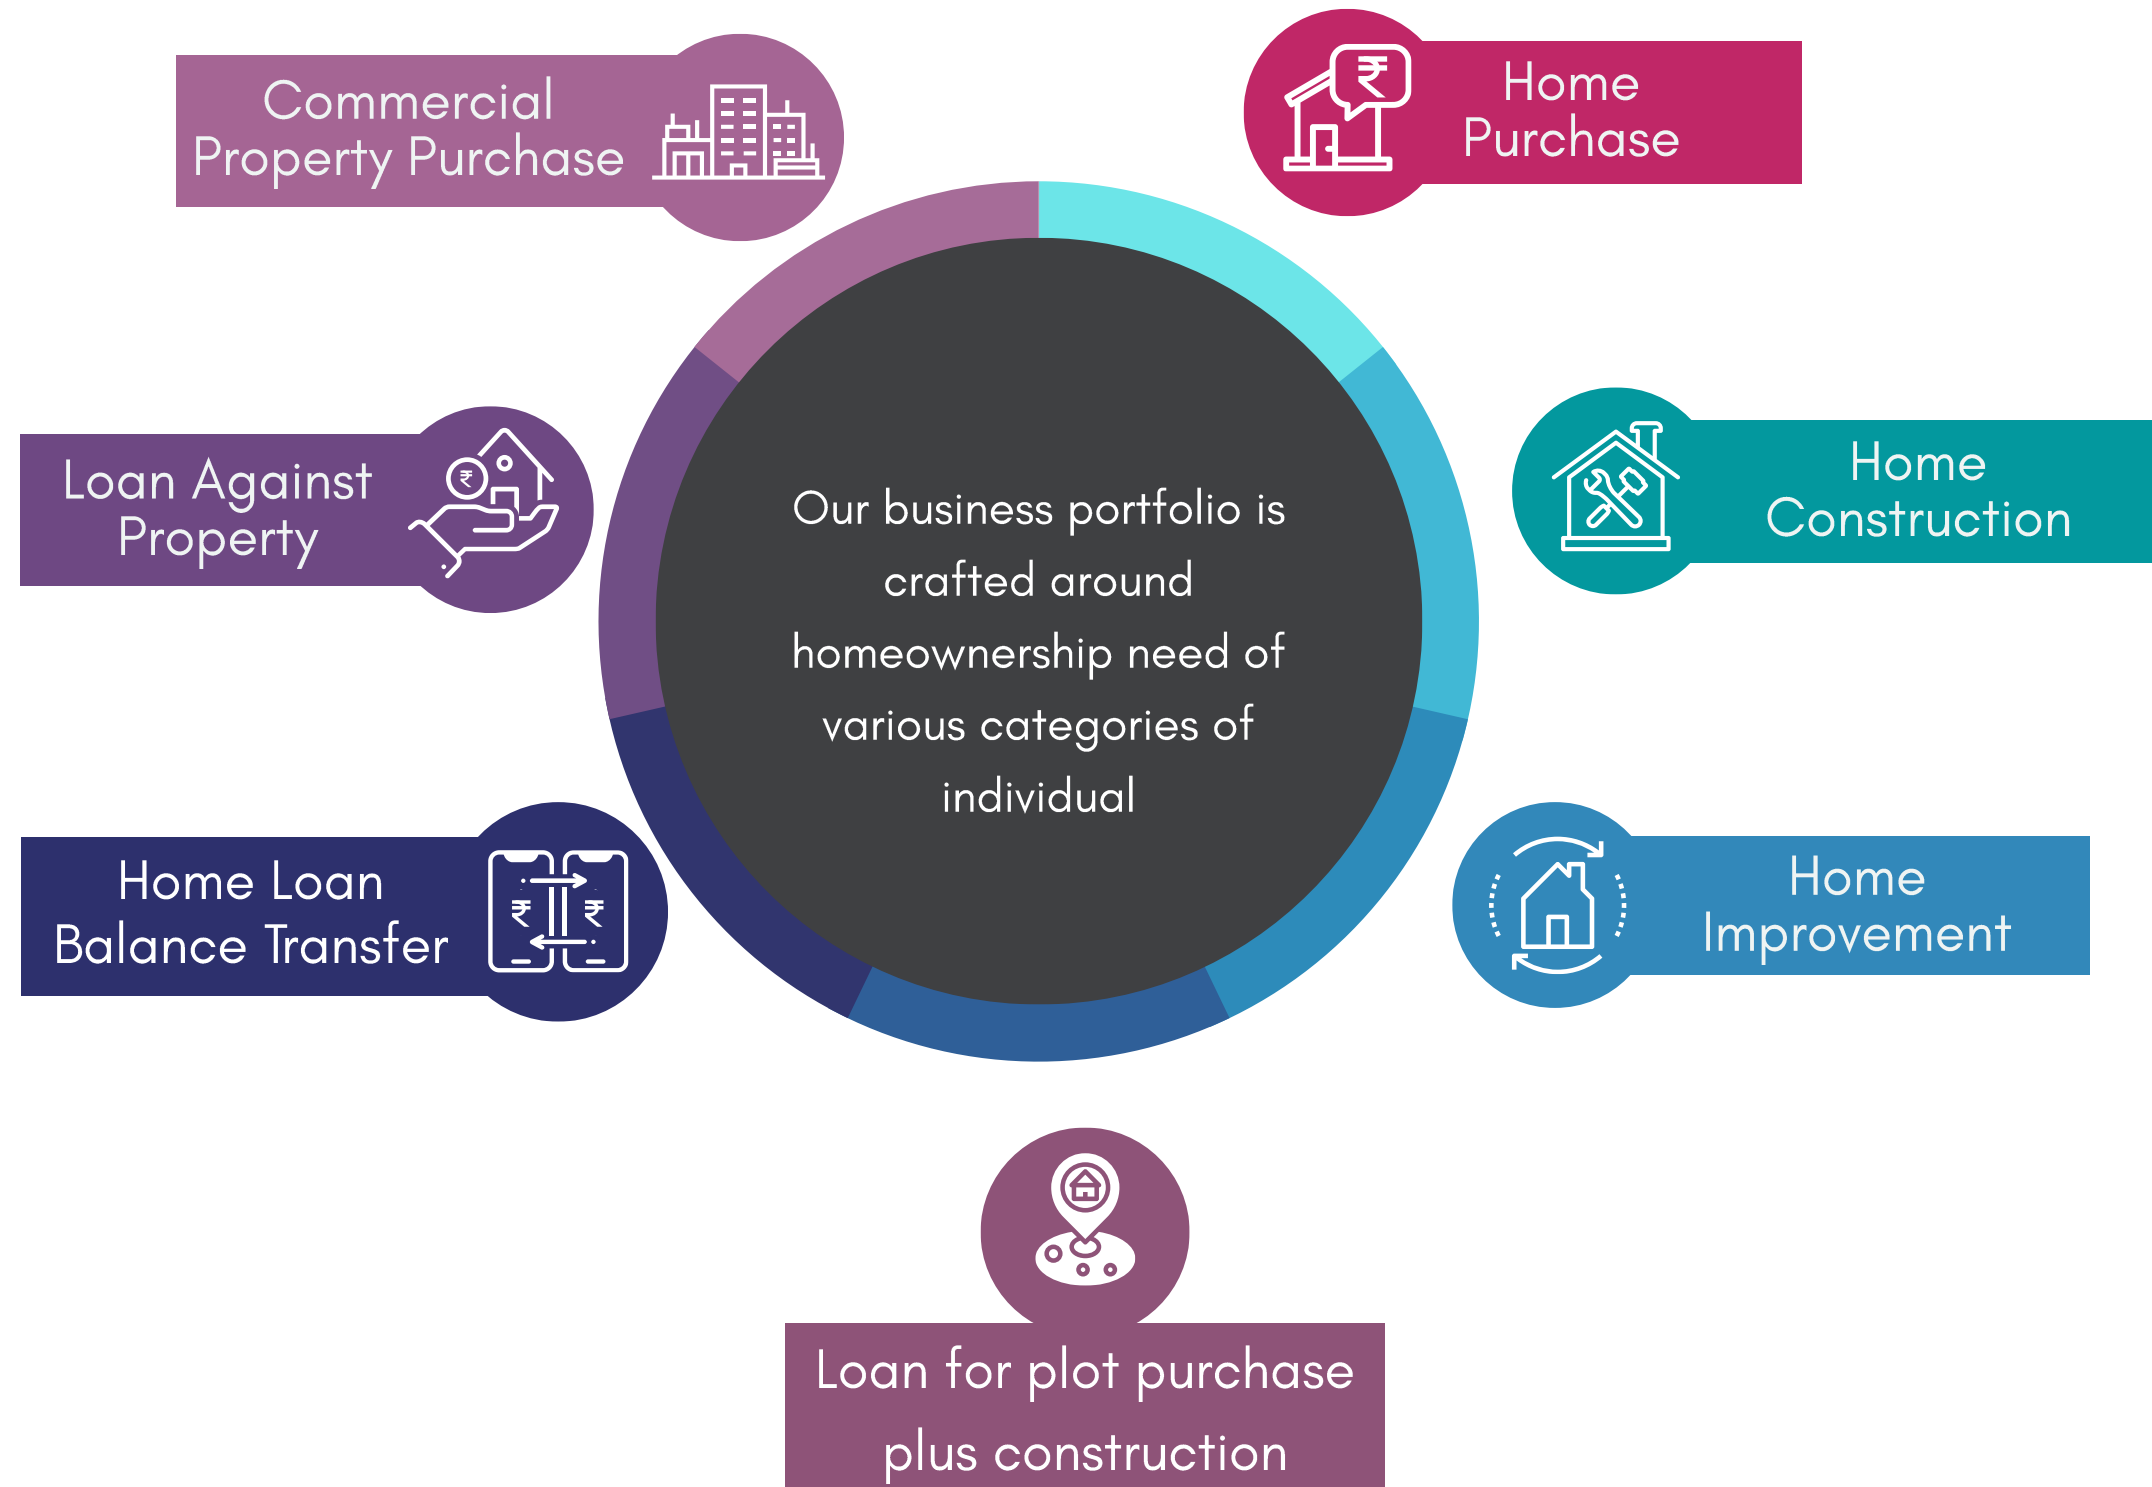 Commercial
Property Purchase
Home
Purchase
Loan Against
Property
Home
Construction
Our business portfolio is
crafted around
homeownership need of
various categories of
individual
Home Loan
Balance Transfer
₹ ₹
Home
Improvement
Loan for plot purchase
plus construction